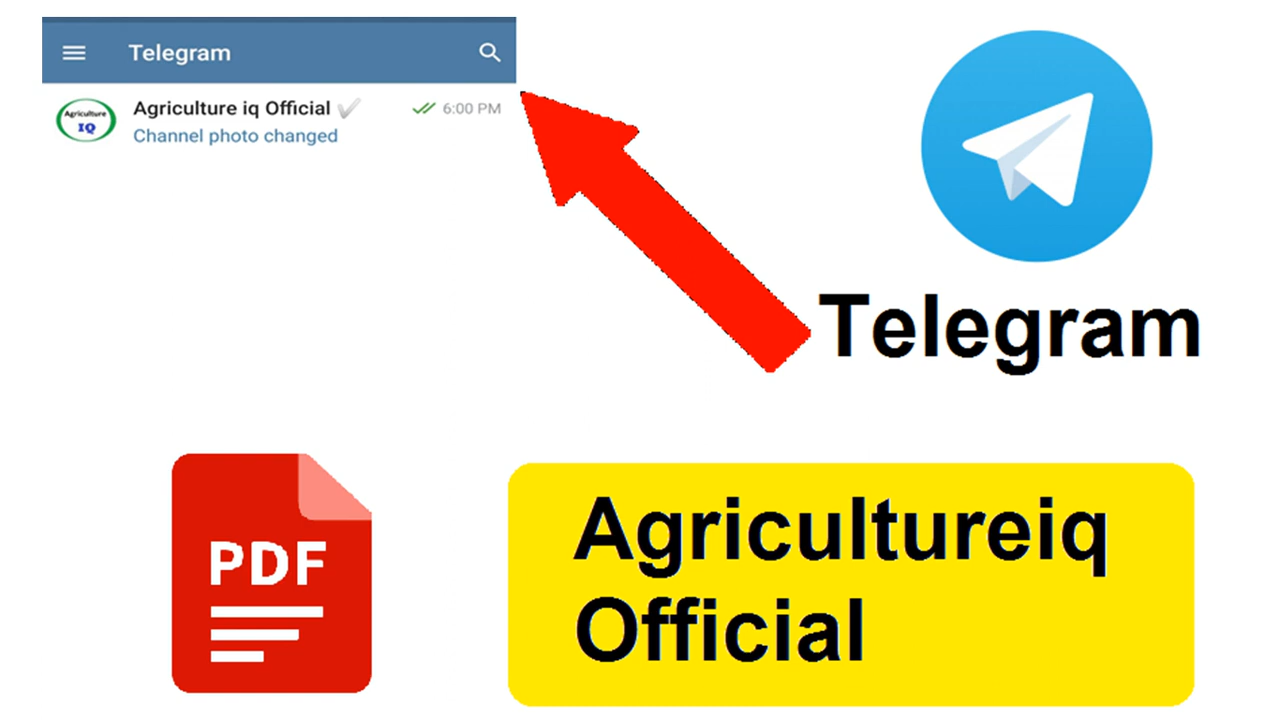 Telegram
Agriculture iq Official
6:00 PM
Channel photo changed
Agriculture
IQ
Telegram
PDF
Agricultureiq
Official